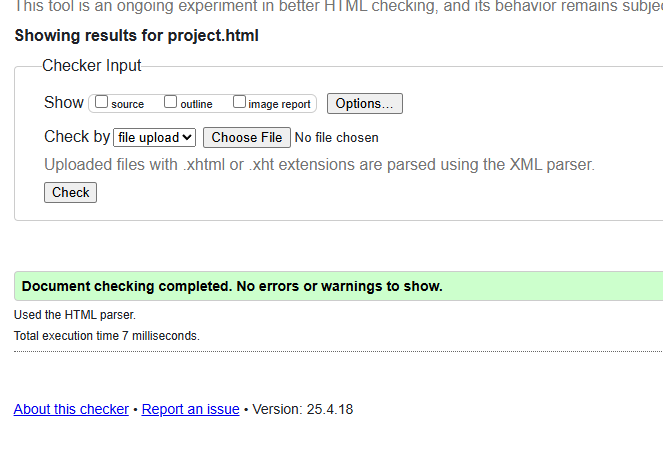 This tool is an ongoing experiment in better HTML checking, and its behavior remains
Showing results for project.html
Checker Input
Show source outline image report Options...
Check by file upload Choose File No file chosen
Uploaded files with .xhtml or .xht extensions are parsed using the XML parser.
Check
Document checking completed. No errors or warnings to show.
Used the HTML parser.
Total execution time 7 milliseconds.
About this checker • Report an issue • Version: 25.4.18